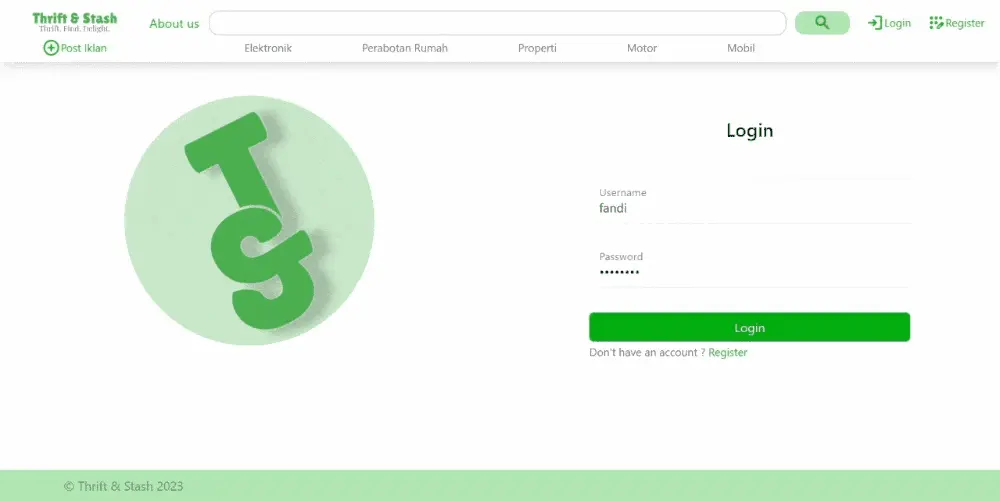 Thrift & Stash
Thrift. Find. Delight.
About us
Login
Register
Post Iklan
Elektronik
Perabotan Rumah
Properti
Motor
Mobil
T&S
Login
Username
fandi
Password
••••••••
Login
Don't have an account ? Register
© Thrift & Stash 2023